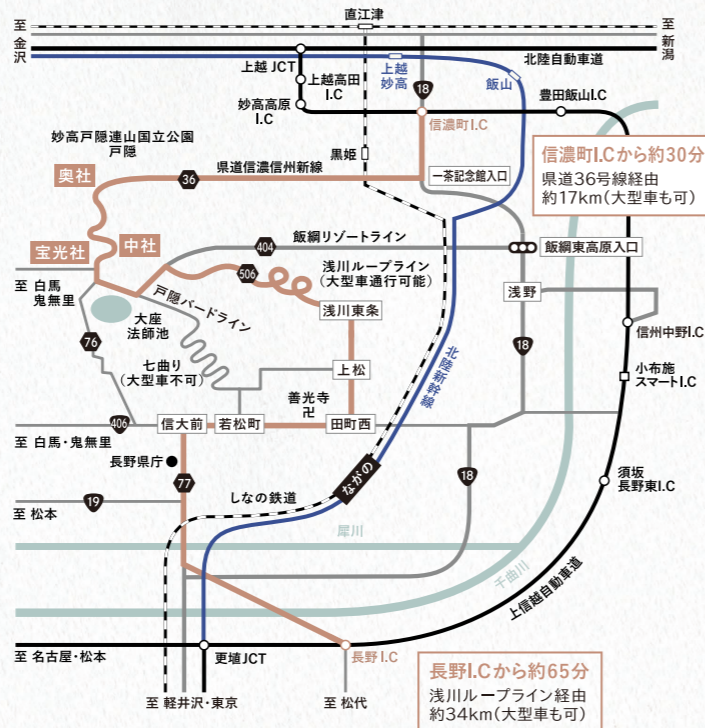 直江津
至
金沢
至
新潟
北陸自動車道
上越 JCT
上越高田
I.C
上越
妙高
飯山
18
妙高高原
I.C
豊田飯山I.C
信濃町I.C
妙高戸隠連山国立公園
戸隠
黒姫
信濃町I.Cから約30分
県道36号線経由
約17km(大型車も可)
奥社
36
県道信濃信州新線
一茶記念館入口
宝光社
中社
404
飯綱リゾートライン
飯綱東高原入口
506
浅川ループライン
(大型車通行可能)
至 白馬
鬼無里
戸隠バードライン
浅川東条
浅野
大座
法師池
76
信州中野I.C
18
北陸新幹線
七曲り
(大型車不可)
上松
小布施
スマートI.C
善光寺
卍
406
信大前
若松町
田町西
至 白馬・鬼無里
長野県庁
77
ながの
18
須坂
長野東I.C
19
しなの鉄道
至 松本
犀川
千曲川
上信越自動車道
至 名古屋・松本
更埴JCT
長野I.C
長野I.Cから約65分
浅川ループライン経由
約34km(大型車も可)
至 軽井沢・東京
至 松代